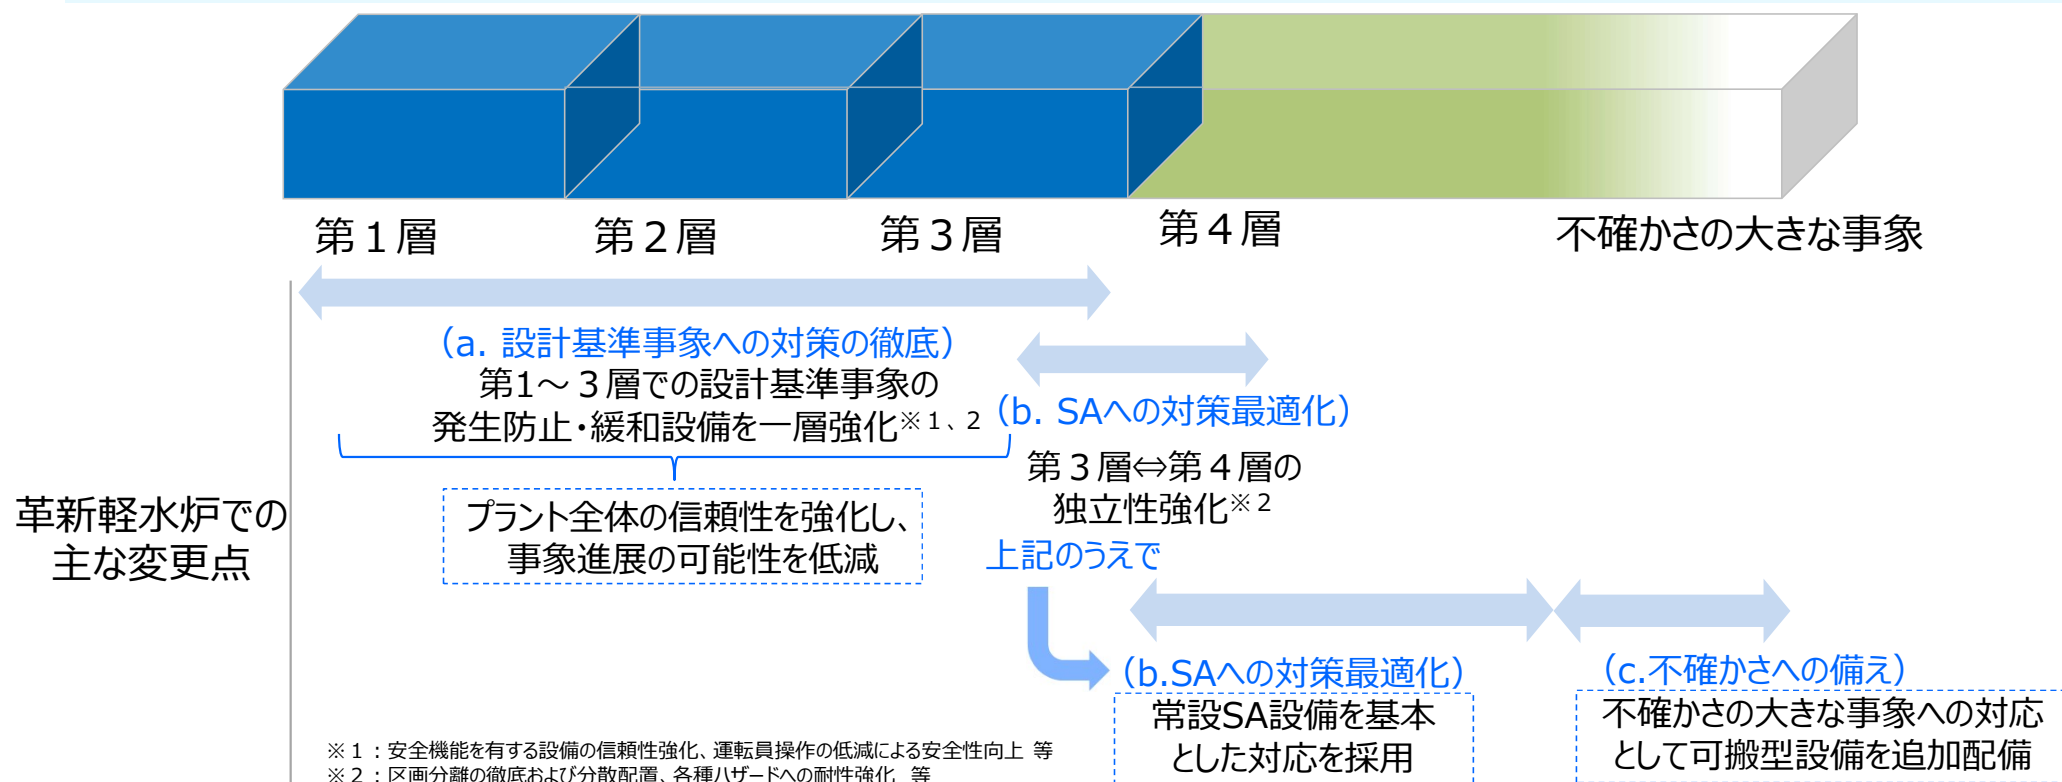 第１層
第２層
第３層
第４層
不確かさの大きな事象
（a. 設計基準事象への対策の徹底）
第1～３層での設計基準事象の
発生防止・緩和設備を一層強化※１、２
プラント全体の信頼性を強化し、
事象進展の可能性を低減
（b. SAへの対策最適化）
第３層⇔第４層の
独立性強化※２
上記のうえで
革新軽水炉での
主な変更点
（b.SAへの対策最適化）
常設SA設備を基本
とした対応を採用
（c.不確かさへの備え）
不確かさの大きな事象への対応
として可搬型設備を追加配備
※１：安全機能を有する設備の信頼性強化、運転員操作の低減による安全性向上 等
※２：区画分離の徹底および分散配置、各種ハザードへの耐性強化 等